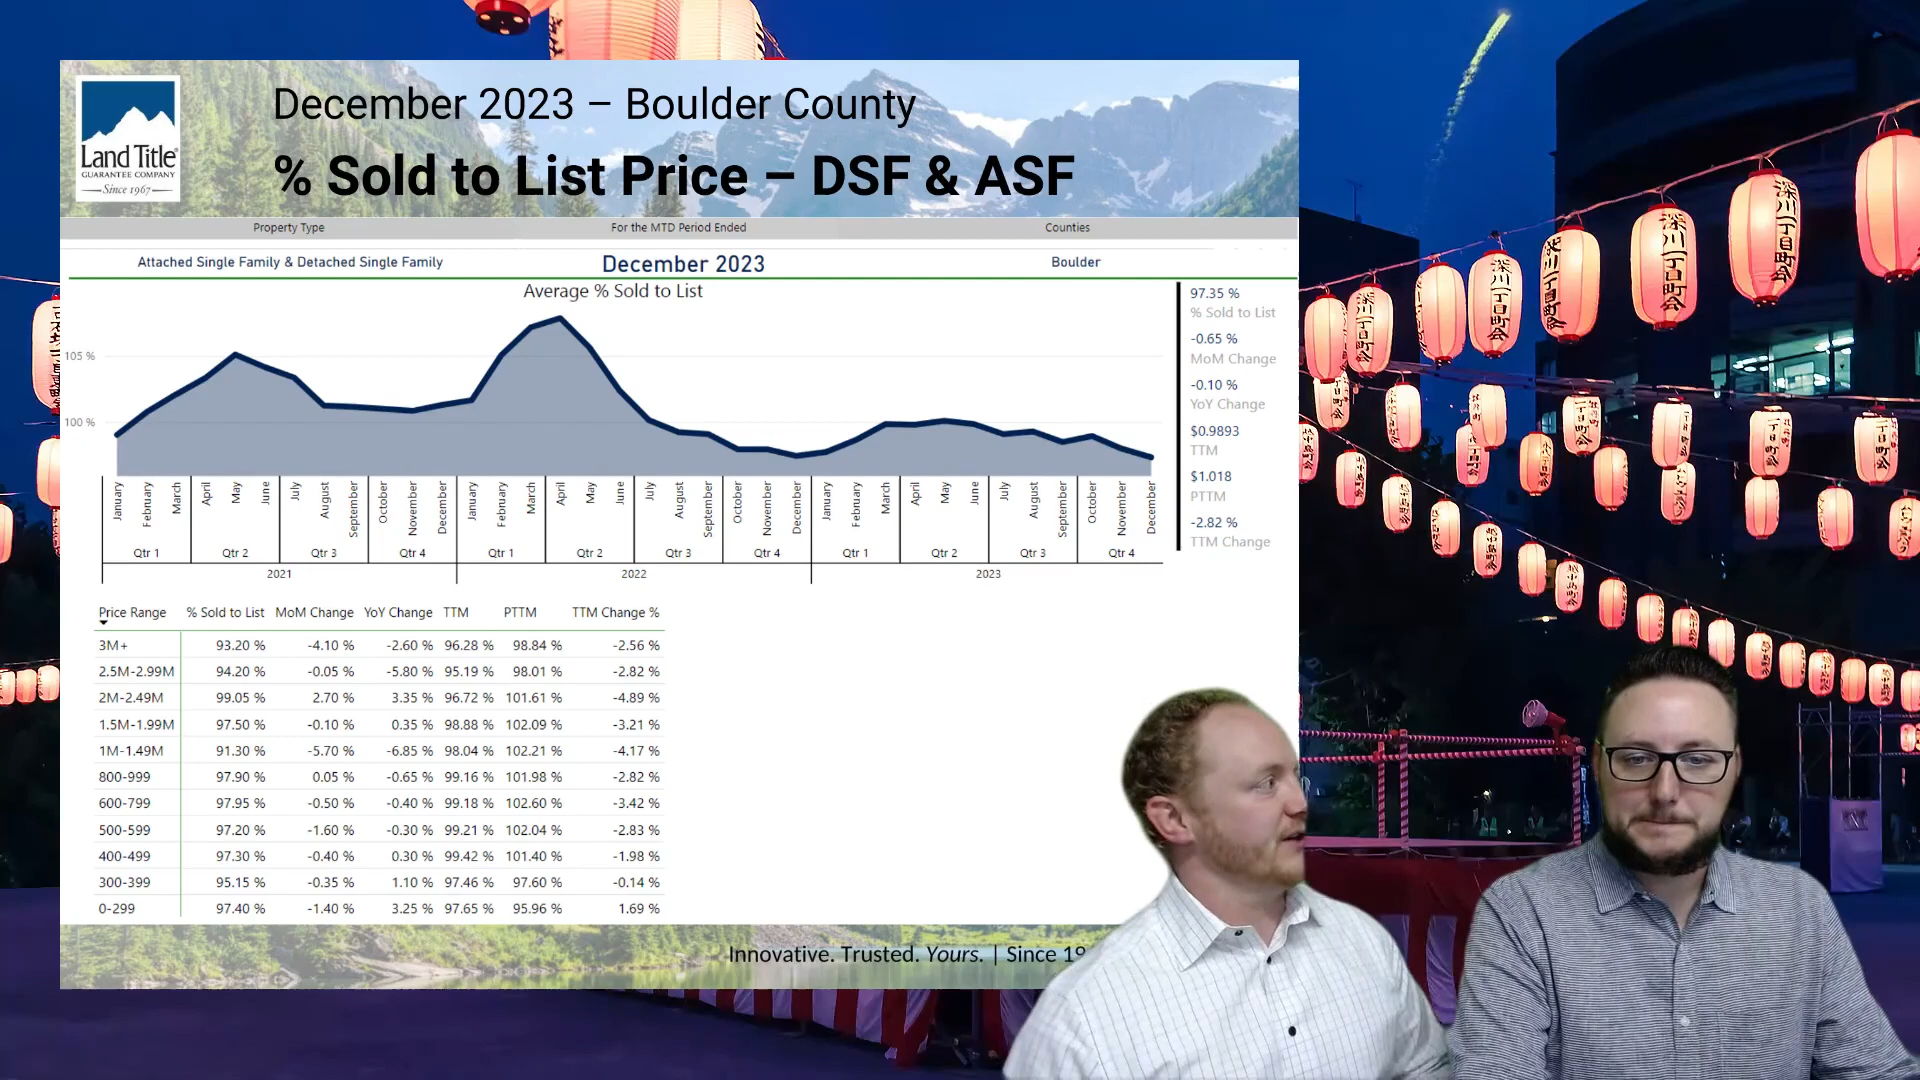 Land Title®
GUARANTEE COMPANY
Since 1967
December 2023 – Boulder County
% Sold to List Price – DSF & ASF
Property Type
For the MTD Period Ended
Counties
Attached Single Family & Detached Single Family
December 2023
Boulder
Average % Sold to List
105 %
100 %
January February March April May June July August September October November December January February March April May June July August September October November December January February March April May June July August September October November December
Qtr 1 Qtr 2 Qtr 3 Qtr 4 Qtr 1 Qtr 2 Qtr 3 Qtr 4 Qtr 1 Qtr 2 Qtr 3 Qtr 4
2021 2022 2023
97.35 %
% Sold to List
-0.65 %
MoM Change
-0.10 %
YoY Change
$0.9893
TTM
$1.018
PTTM
-2.82 %
TTM Change
Price Range % Sold to List MoM Change YoY Change TTM PTTM TTM Change %
3M+ 93.20 % -4.10 % -2.60 % 96.28 % 98.84 % -2.56 %
2.5M-2.99M 94.20 % -0.05 % -5.80 % 95.19 % 98.01 % -2.82 %
2M-2.49M 99.05 % 2.70 % 3.35 % 96.72 % 101.61 % -4.89 %
1.5M-1.99M 97.50 % -0.10 % 0.35 % 98.88 % 102.09 % -3.21 %
1M-1.49M 91.30 % -5.70 % -6.85 % 98.04 % 102.21 % -4.17 %
800-999 97.90 % 0.05 % -0.65 % 99.16 % 101.98 % -2.82 %
600-799 97.95 % -0.50 % -0.40 % 99.18 % 102.60 % -3.42 %
500-599 97.20 % -1.60 % -0.30 % 99.21 % 102.04 % -2.83 %
400-499 97.30 % -0.40 % 0.30 % 99.42 % 101.40 % -1.98 %
300-399 95.15 % -0.35 % 1.10 % 97.46 % 97.60 % -0.14 %
0-299 97.40 % -1.40 % 3.25 % 97.65 % 95.96 % 1.69 %
Innovative. Trusted. Yours. | Since 19